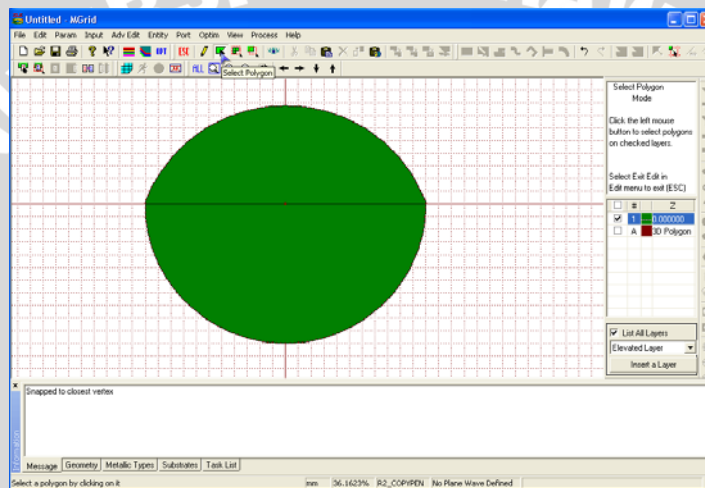 Untitled - MGrid
File Edit Param Input Adv Edit Entity Port Optim View Process Help
OPT ESC
ALL
Select Polygon
Select Polygon
Mode
Click the left mouse
button to select polygons
on checked layers.
Select Exit Edit in
Edit menu to exit (ESC)
# Z
1 0.000000
A 3D Polygon
List All Layers
Elevated Layer
Insert a Layer
Snapped to closest vertex
Information
Message Geometry Metallic Types Substrates Task List
Select a polygon by clicking on it mm 36.1623% R2_COPYPEN No Plane Wave Defined